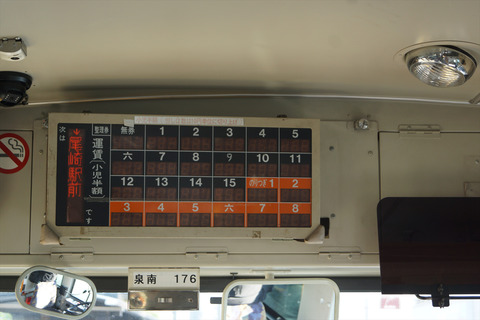 次は
尾崎駅前
整理券
運賃
(小児半額)
です
無券 1 2 3 4 5
六 7 8 9 10 11
12 13 14 15 1 2
3 4 5 六 7 8
泉南 176